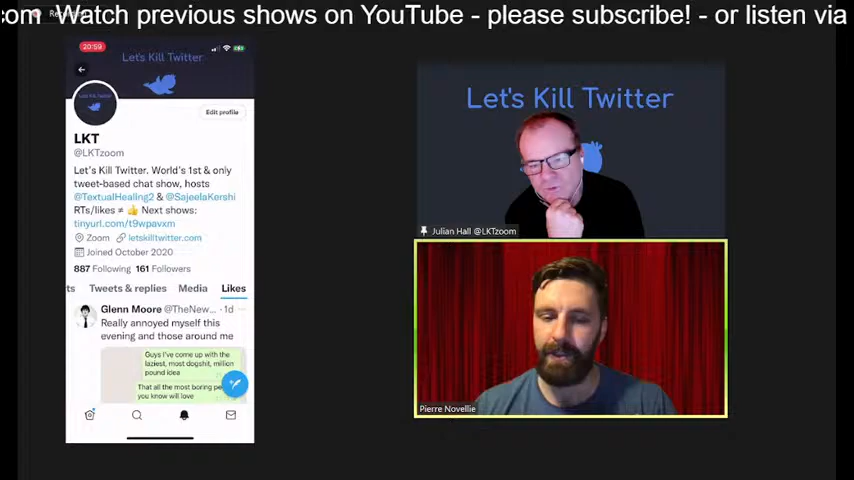 com Watch previous shows on YouTube - please subscribe! - or listen via
20:59
Let's Kill Twitter
Edit profile
LKT
@LKTzoom
Let's Kill Twitter. World's 1st & only
tweet-based chat show, hosts
@TextualHealing2 & @SajeelaKershi
RTs/likes ≠ 👍 Next shows:
tinyurl.com/t9wpavxm
Zoom letskilltwitter.com
Joined October 2020
887 Following 161 Followers
ts Tweets & replies Media Likes
Glenn Moore @TheNew... · 1d
Really annoyed myself this
evening and those around me
Guys I've come up with the
laziest, most dogshit, million
pound idea
That all the most boring pe
you know will love
Let's Kill Twitter
Julian Hall @LKTzoom
Pierre Novellie